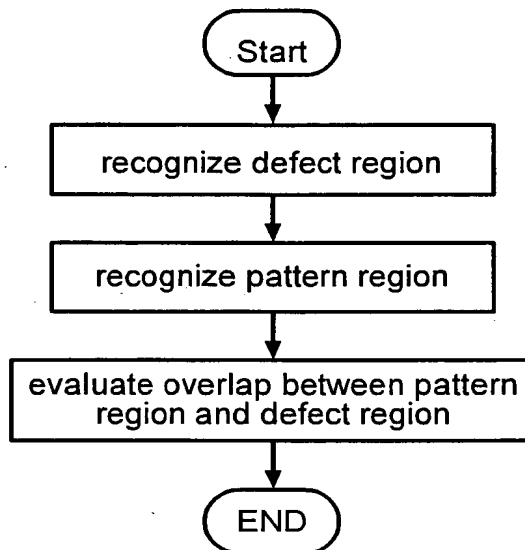 Start
recognize defect region
recognize pattern region
evaluate overlap between pattern
region and defect region
END